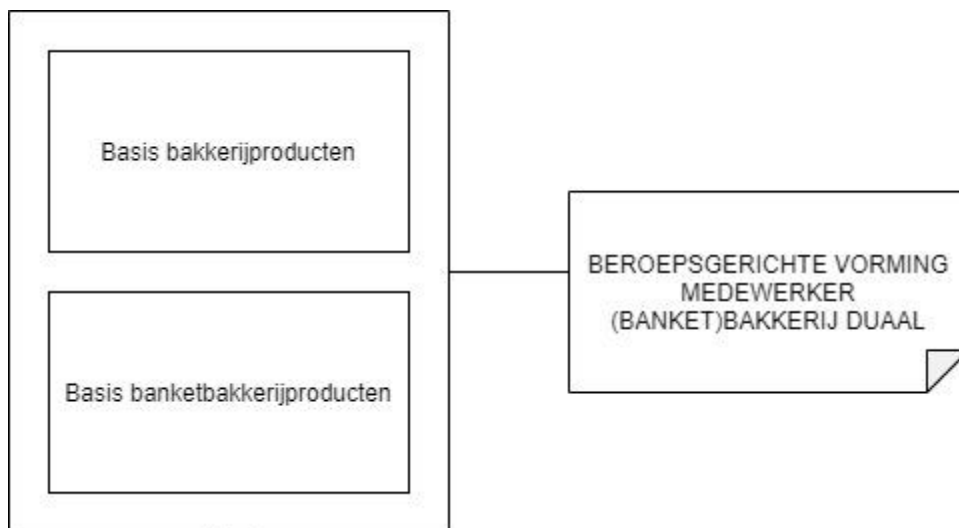 Basis bakkerijproducten
Basis banketbakkerijproducten
BEROEPSGERICHTE VORMING
MEDEWERKER
(BANKET)BAKKERIJ DUAAL